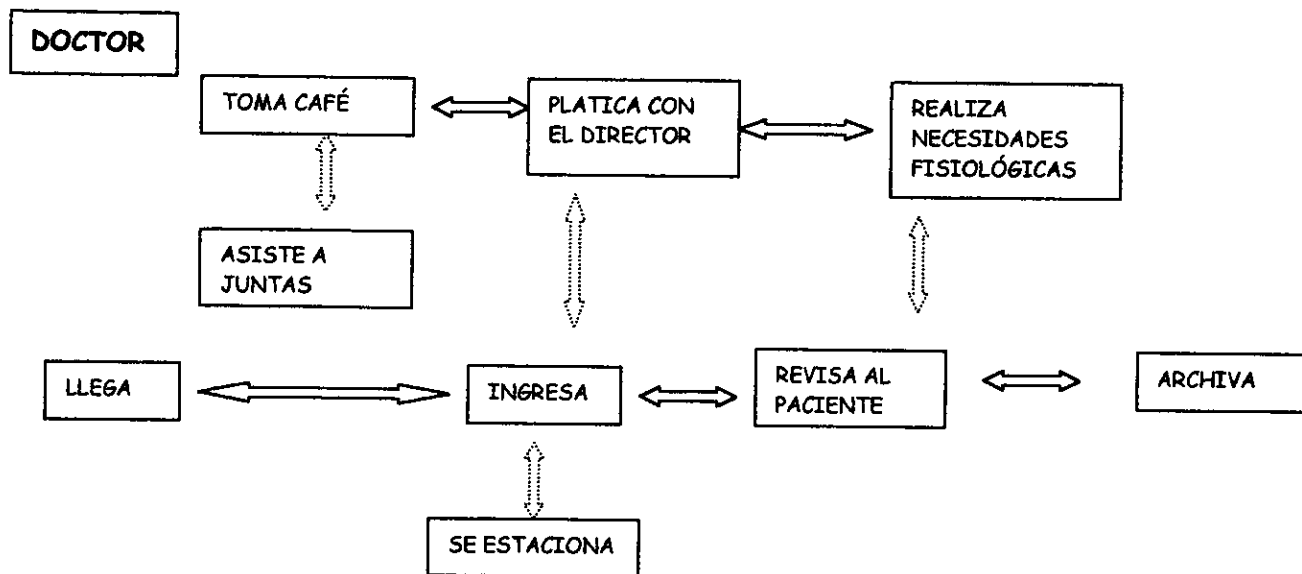 DOCTOR
TOMA CAFÉ
PLATICA CON
EL DIRECTOR
REALIZA
NECESIDADES
FISIOLÓGICAS
ASISTE A
JUNTAS
LLEGA
INGRESA
REVISA AL
PACIENTE
ARCHIVA
SE ESTACIONA